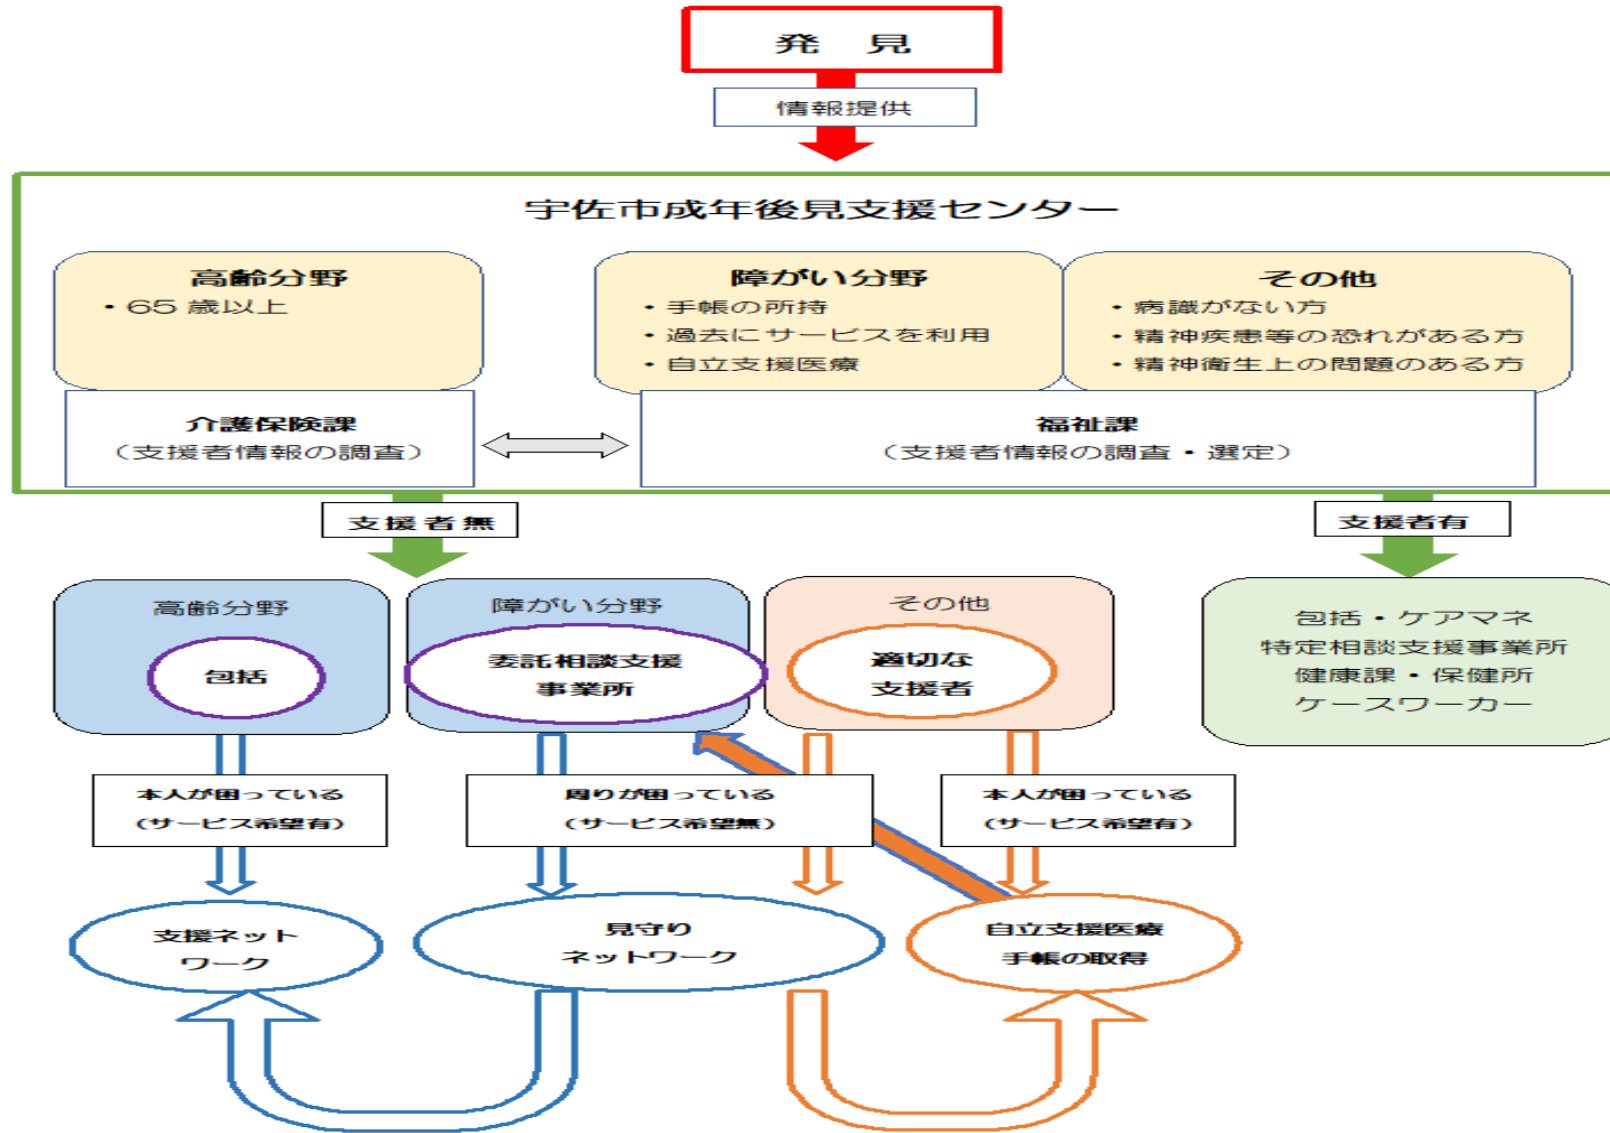 発　見
情報提供
宇佐市成年後見支援センター
高齢分野
・65 歳以上
障がい分野
・手帳の所持
・過去にサービスを利用
・自立支援医療
その他
・病識がない方
・精神疾患等の恐れがある方
・精神衛生上の問題のある方
介護保険課
（支援者情報の調査）
福祉課
（支援者情報の調査・選定）
支援者無
支援者有
高齢分野
包括
障がい分野
委託相談支援
事業所
その他
適切な
支援者
包括・ケアマネ
特定相談支援事業所
健康課・保健所
ケースワーカー
本人が困っている
（サービス希望有）
周りが困っている
（サービス希望無）
本人が困っている
（サービス希望有）
支援ネット
ワーク
見守り
ネットワーク
自立支援医療
手帳の取得